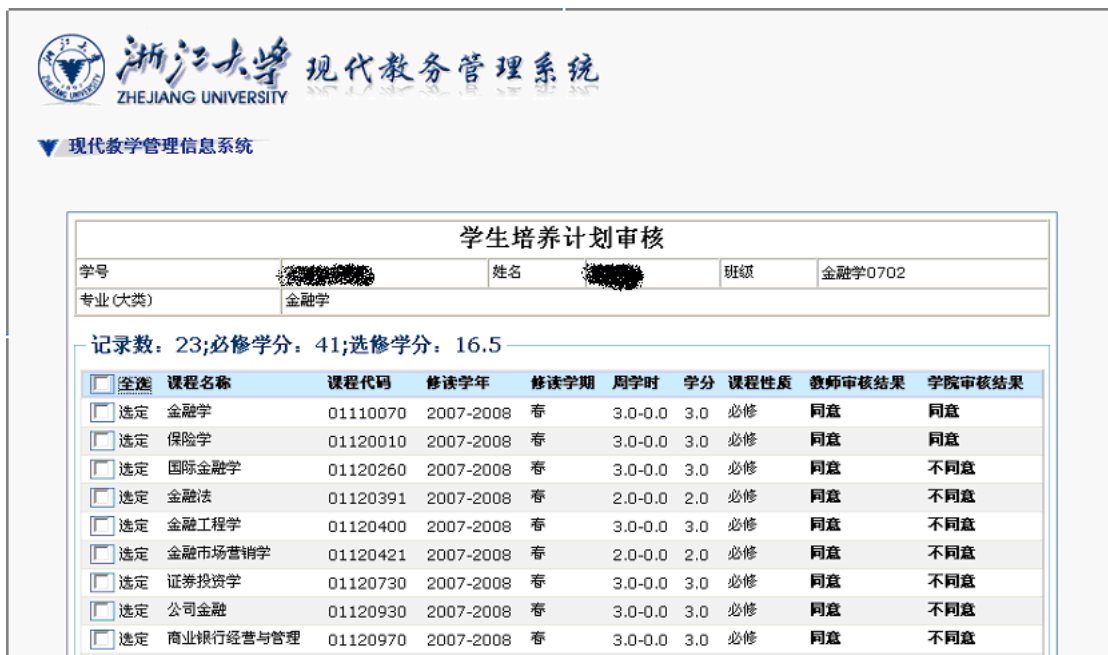 浙江大学 现代教务管理系统
ZHEJIANG UNIVERSITY
现代教学管理信息系统
学生培养计划审核
学号 姓名 班级 金融学0702
专业(大类) 金融学
记录数：23;必修学分：41;选修学分：16.5
全选 课程名称 课程代码 修读学年 修读学期 周学时 学分 课程性质 教师审核结果 学院审核结果
选定 金融学 01110070 2007-2008 春 3.0-0.0 3.0 必修 同意 同意
选定 保险学 01120010 2007-2008 春 3.0-0.0 3.0 必修 同意 同意
选定 国际金融学 01120260 2007-2008 春 3.0-0.0 3.0 必修 同意 不同意
选定 金融法 01120391 2007-2008 春 2.0-0.0 2.0 必修 同意 不同意
选定 金融工程学 01120400 2007-2008 春 3.0-0.0 3.0 必修 同意 不同意
选定 金融市场营销学 01120421 2007-2008 春 2.0-0.0 2.0 必修 同意 不同意
选定 证券投资学 01120730 2007-2008 春 3.0-0.0 3.0 必修 同意 不同意
选定 公司金融 01120930 2007-2008 春 3.0-0.0 3.0 必修 同意 不同意
选定 商业银行经营与管理 01120970 2007-2008 春 3.0-0.0 3.0 必修 同意 不同意